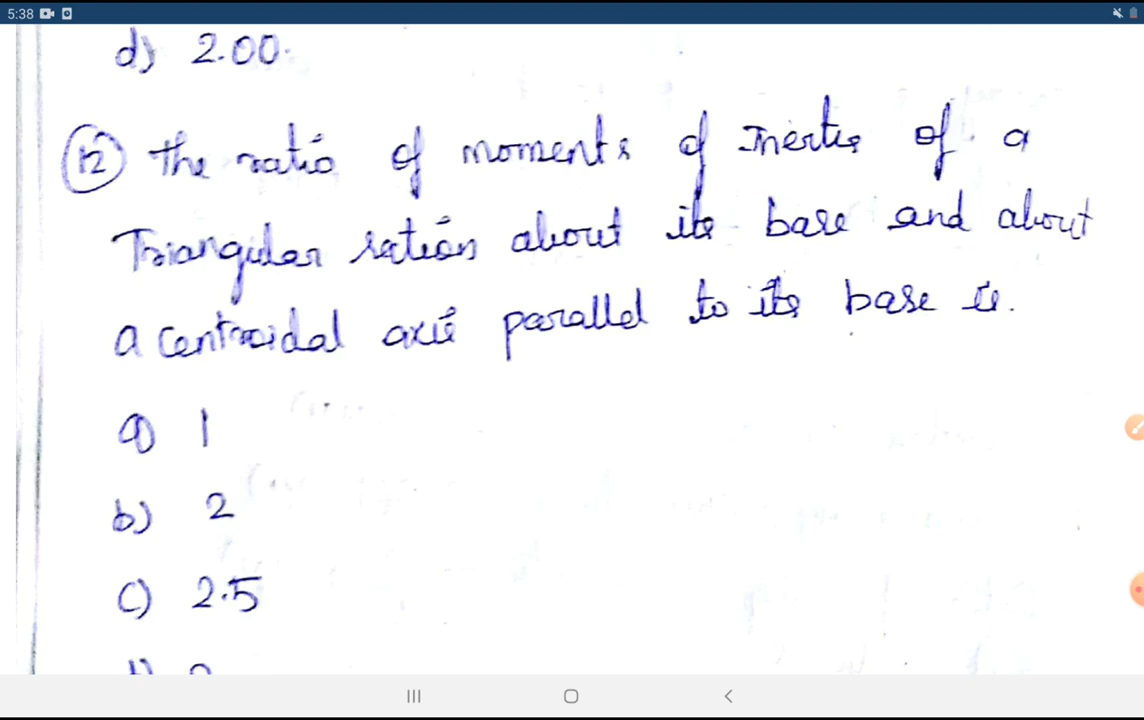 5:38
d) 2.00.
12 The ratio of moments of Inertia of a
Triangular section about its base and about
a centroidal axis parallel to its base is.
a) 1
b) 2
c) 2.5